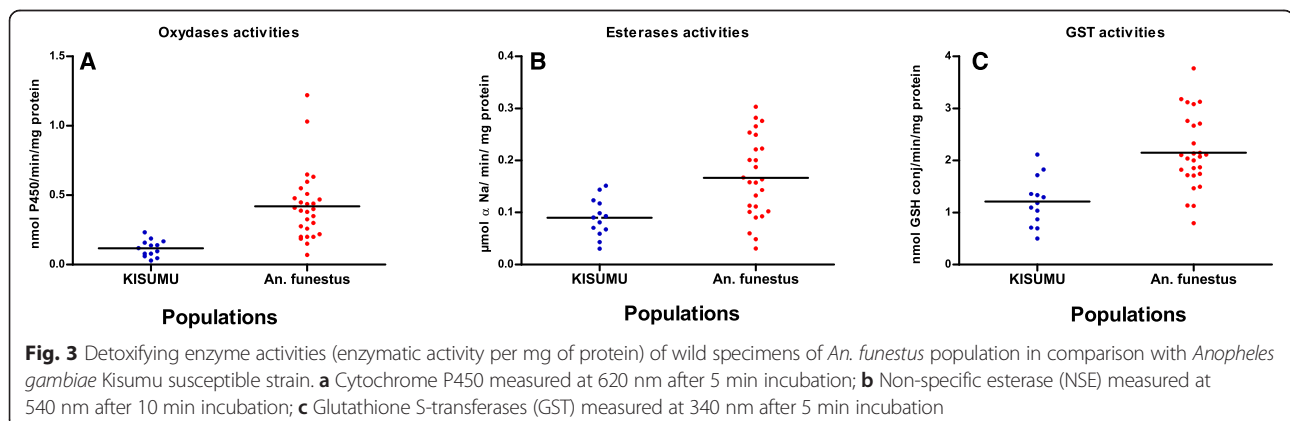 Oxydases activities
A
nmol P450/min/mg protein
1.5
1.0
0.5
0.0
KISUMU
An. funestus
Populations
Esterases activities
B
µmol α Na/ min/ mg protein
0.4
0.3
0.2
0.1
0.0
KISUMU
An. funestus
Populations
GST activities
C
nmol GSH conj/min/mg protein
4
3
2
1
0
KISUMU
An. funestus
Populations
Fig. 3 Detoxifying enzyme activities (enzymatic activity per mg of protein) of wild specimens of An. funestus population in comparison with Anopheles
gambiae Kisumu susceptible strain. a Cytochrome P450 measured at 620 nm after 5 min incubation; b Non-specific esterase (NSE) measured at
540 nm after 10 min incubation; c Glutathione S-transferases (GST) measured at 340 nm after 5 min incubation